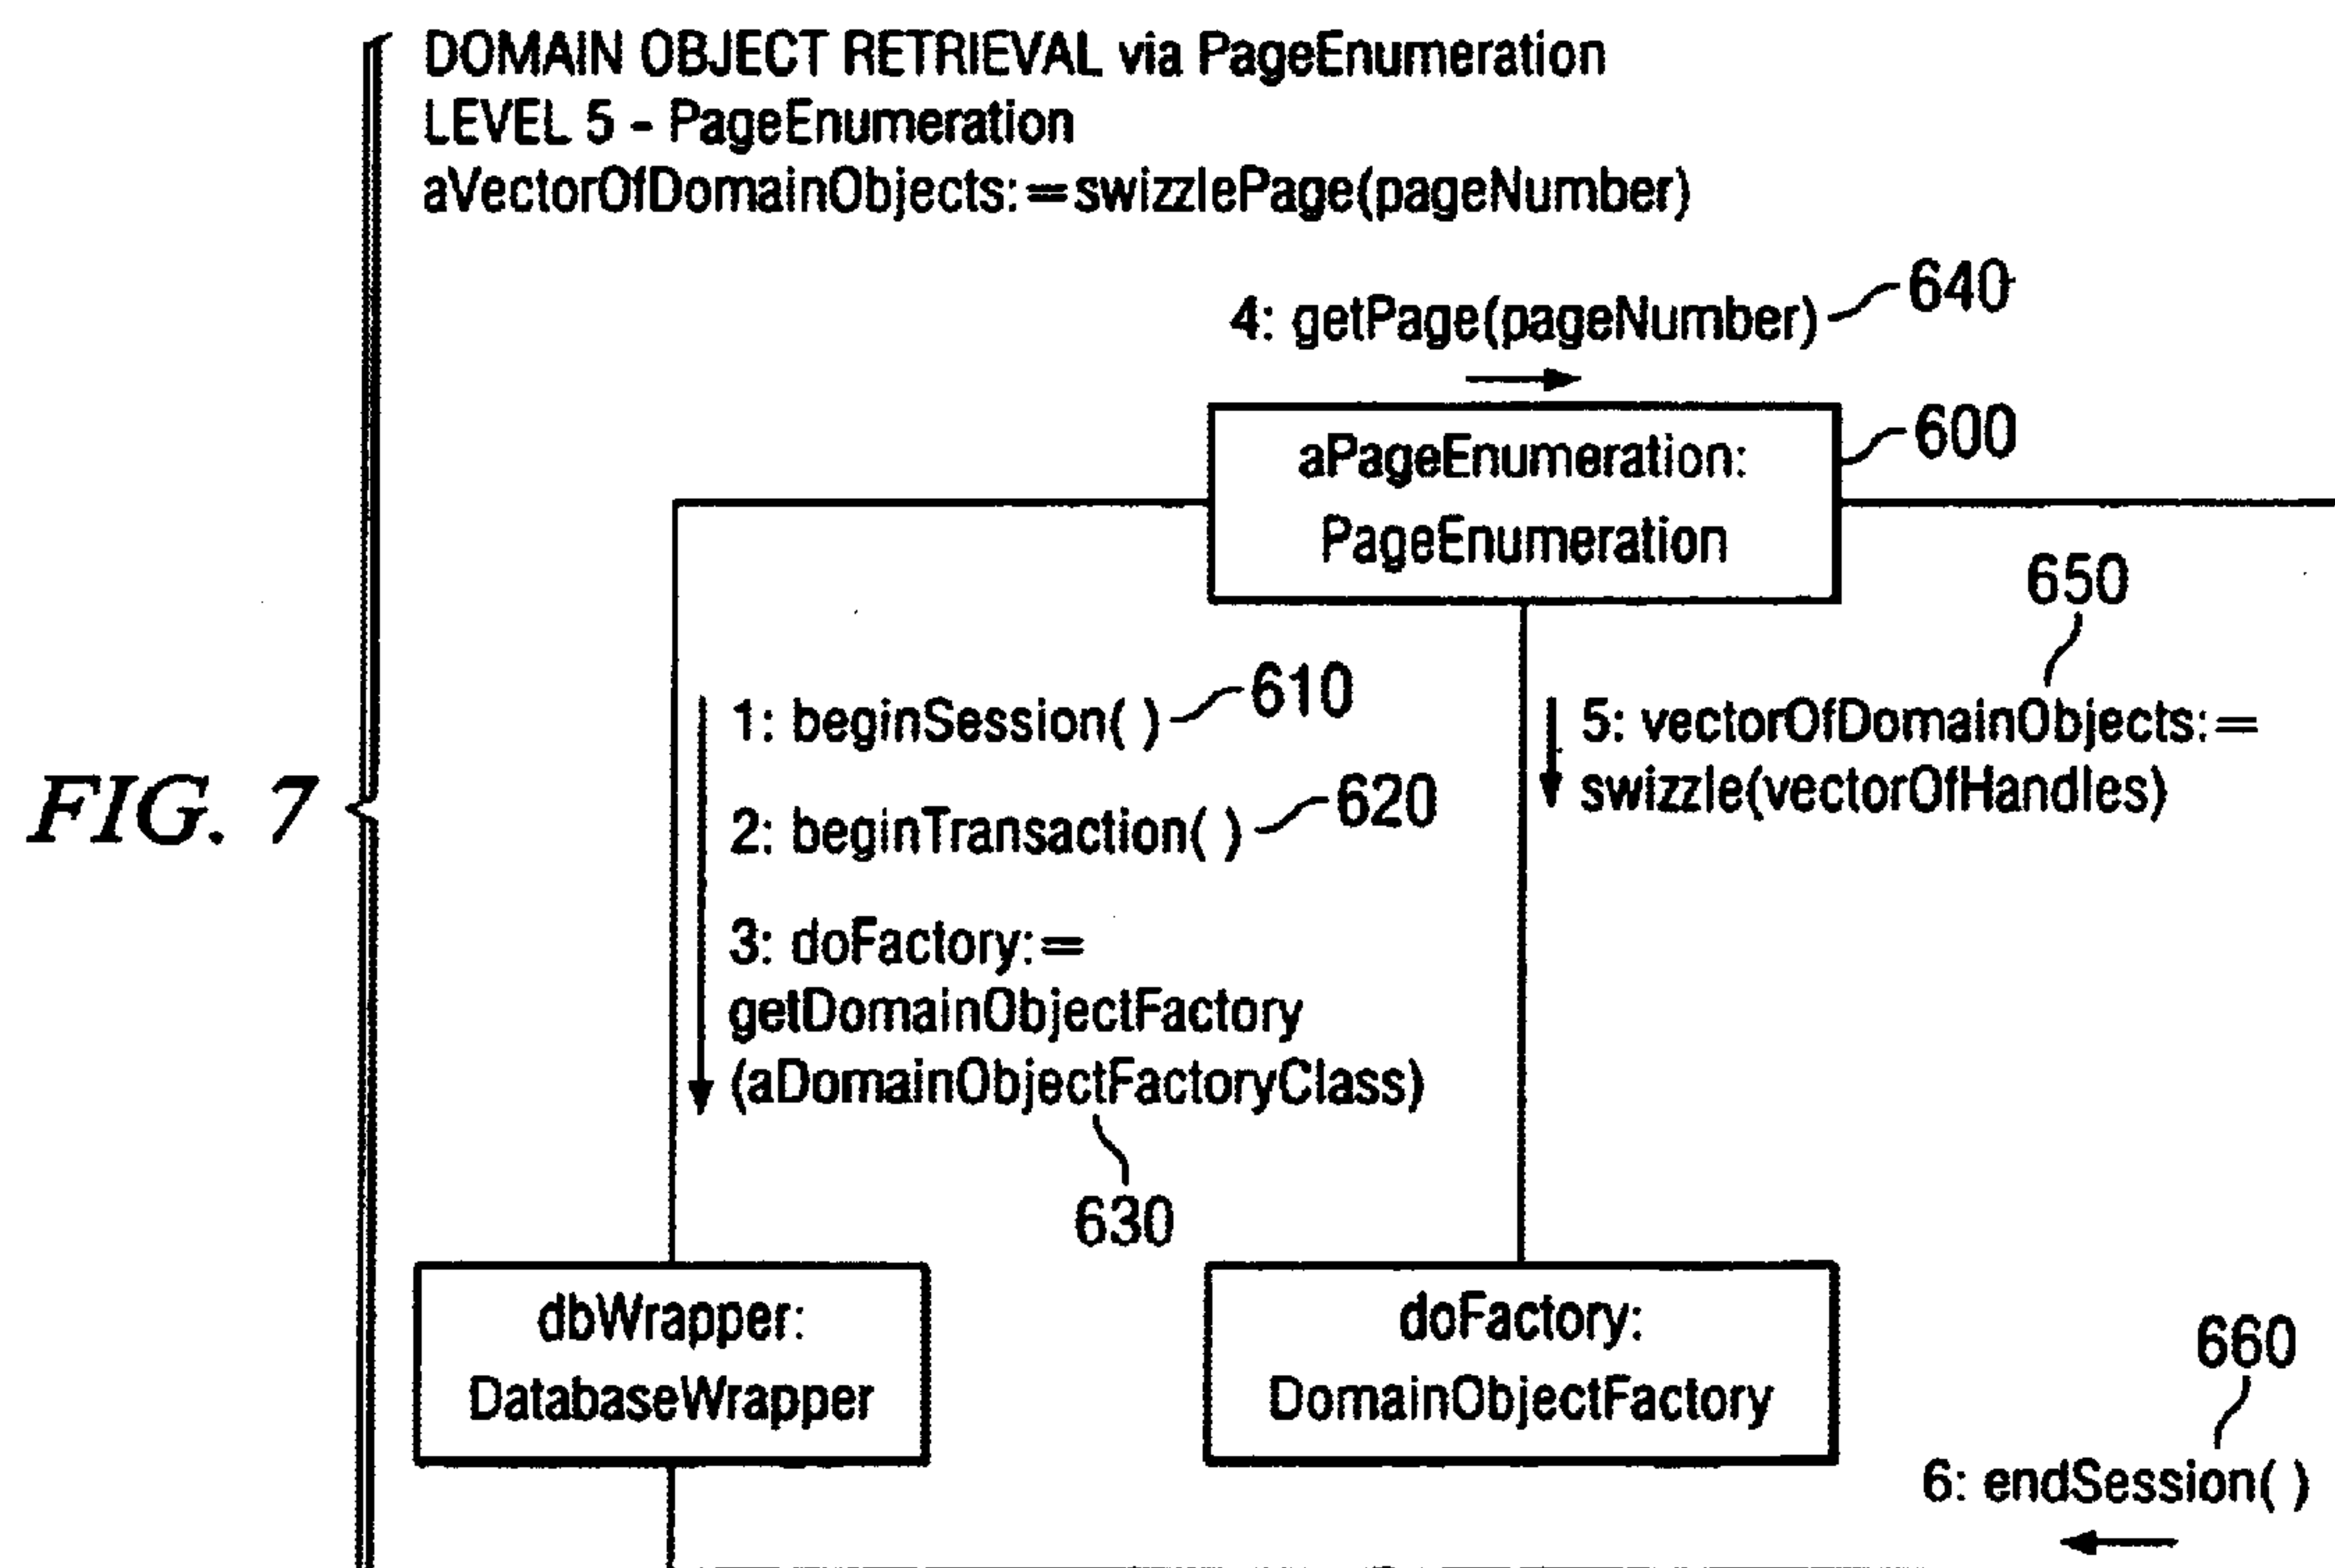 DOMAIN OBJECT RETRIEVAL via PageEnumeration
LEVEL 5 - PageEnumeration
aVectorOfDomainObjects:=swizzlePage(pageNumber)
4: getPage(pageNumber)
640
aPageEnumeration:
PageEnumeration
600
650
1: beginSession( )
610
2: beginTransaction( )
620
3: doFactory:=
getDomainObjectFactory
(aDomainObjectFactoryClass)
630
5: vectorOfDomainObjects:=
swizzle(vectorOfHandles)
FIG. 7
dbWrapper:
DatabaseWrapper
doFactory:
DomainObjectFactory
660
6: endSession( )